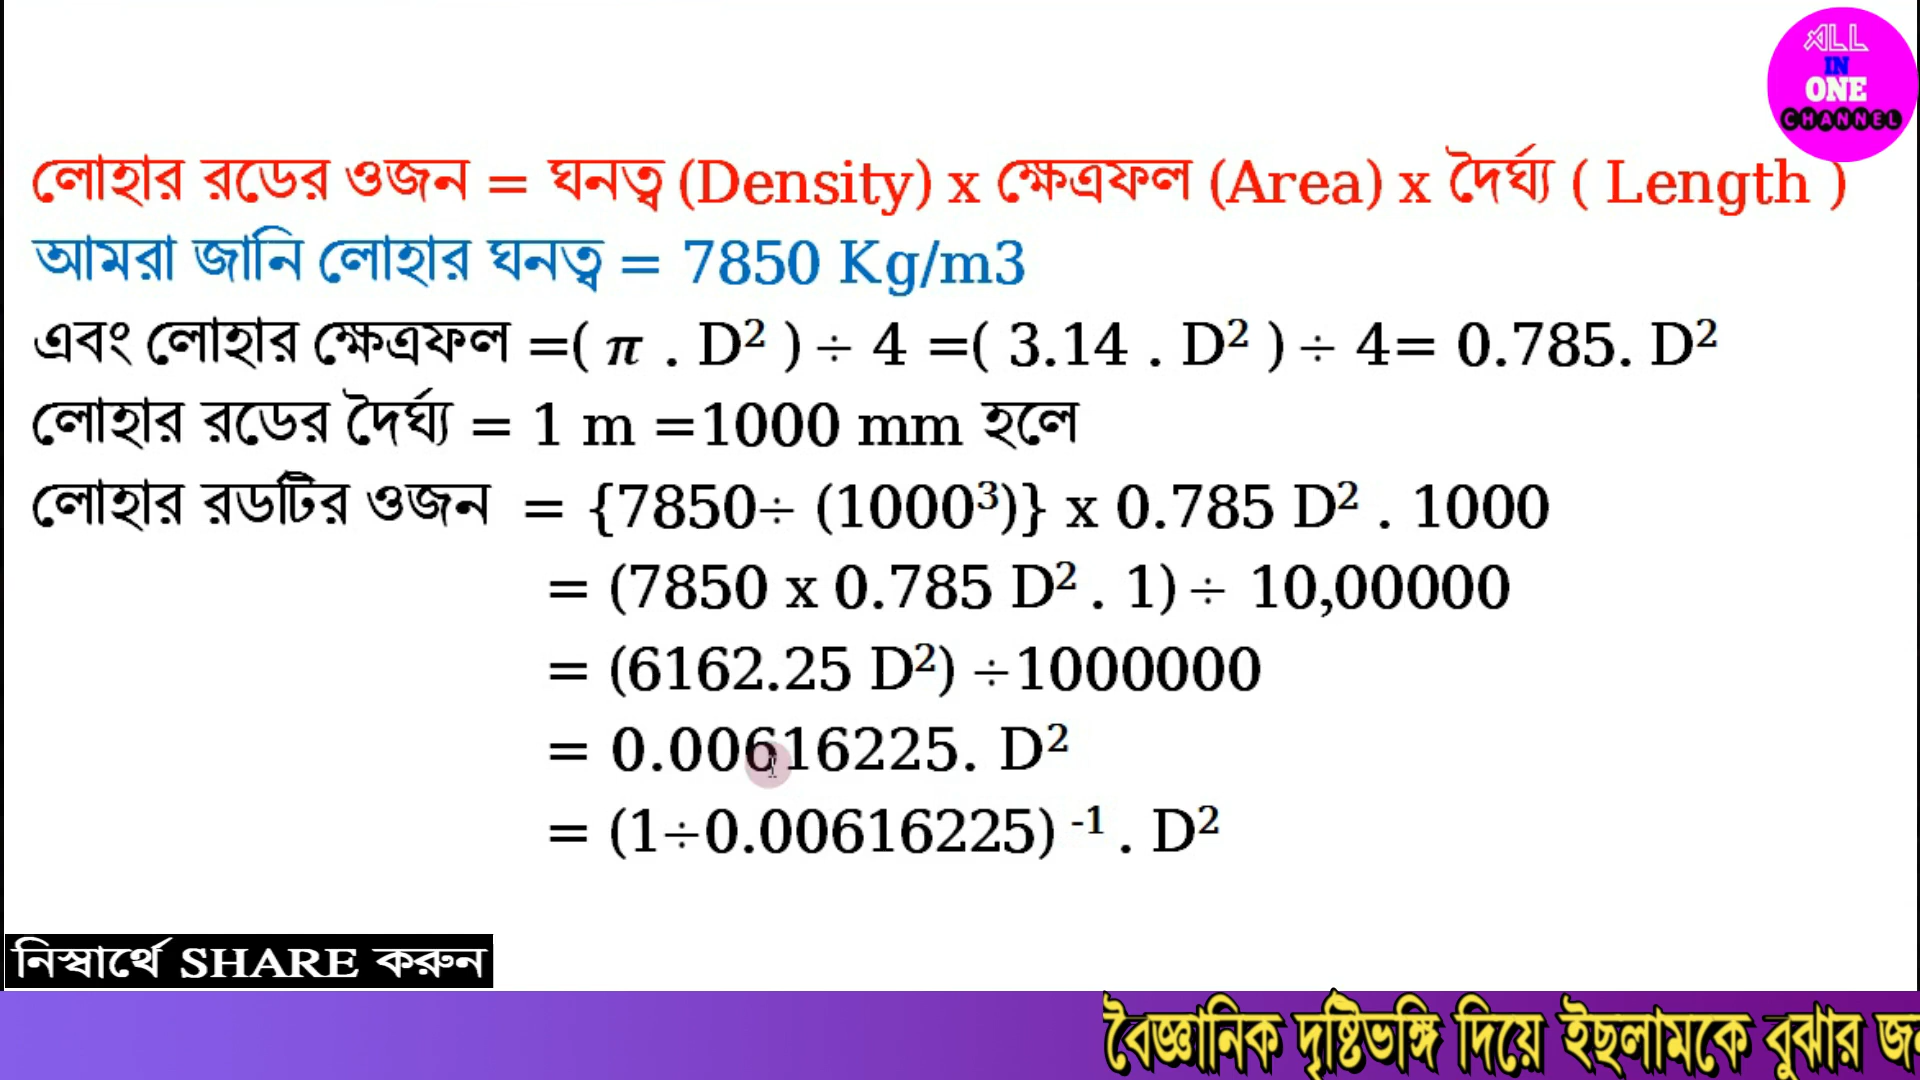 ALL
IN
ONE
CHANNEL
লোহার রডের ওজন = ঘনত্ব (Density) x ক্ষেত্রফল (Area) x দৈর্ঘ্য ( Length )
আমরা জানি লোহার ঘনত্ব = 7850 Kg/m3
এবং লোহার ক্ষেত্রফল =( π . D² ) ÷ 4 =( 3.14 . D² ) ÷ 4= 0.785. D²
লোহার রডের দৈর্ঘ্য = 1 m =1000 mm হলে
লোহার রডটির ওজন = {7850÷ (1000³)} x 0.785 D² . 1000
= (7850 x 0.785 D² . 1) ÷ 10,00000
= (6162.25 D²) ÷1000000
= 0.00616225. D²
= (1÷0.00616225) ⁻¹ . D²
নিস্বার্থে SHARE করুন
বৈজ্ঞানিক দৃষ্টিভঙ্গি দিয়ে ইছলামকে বুঝার